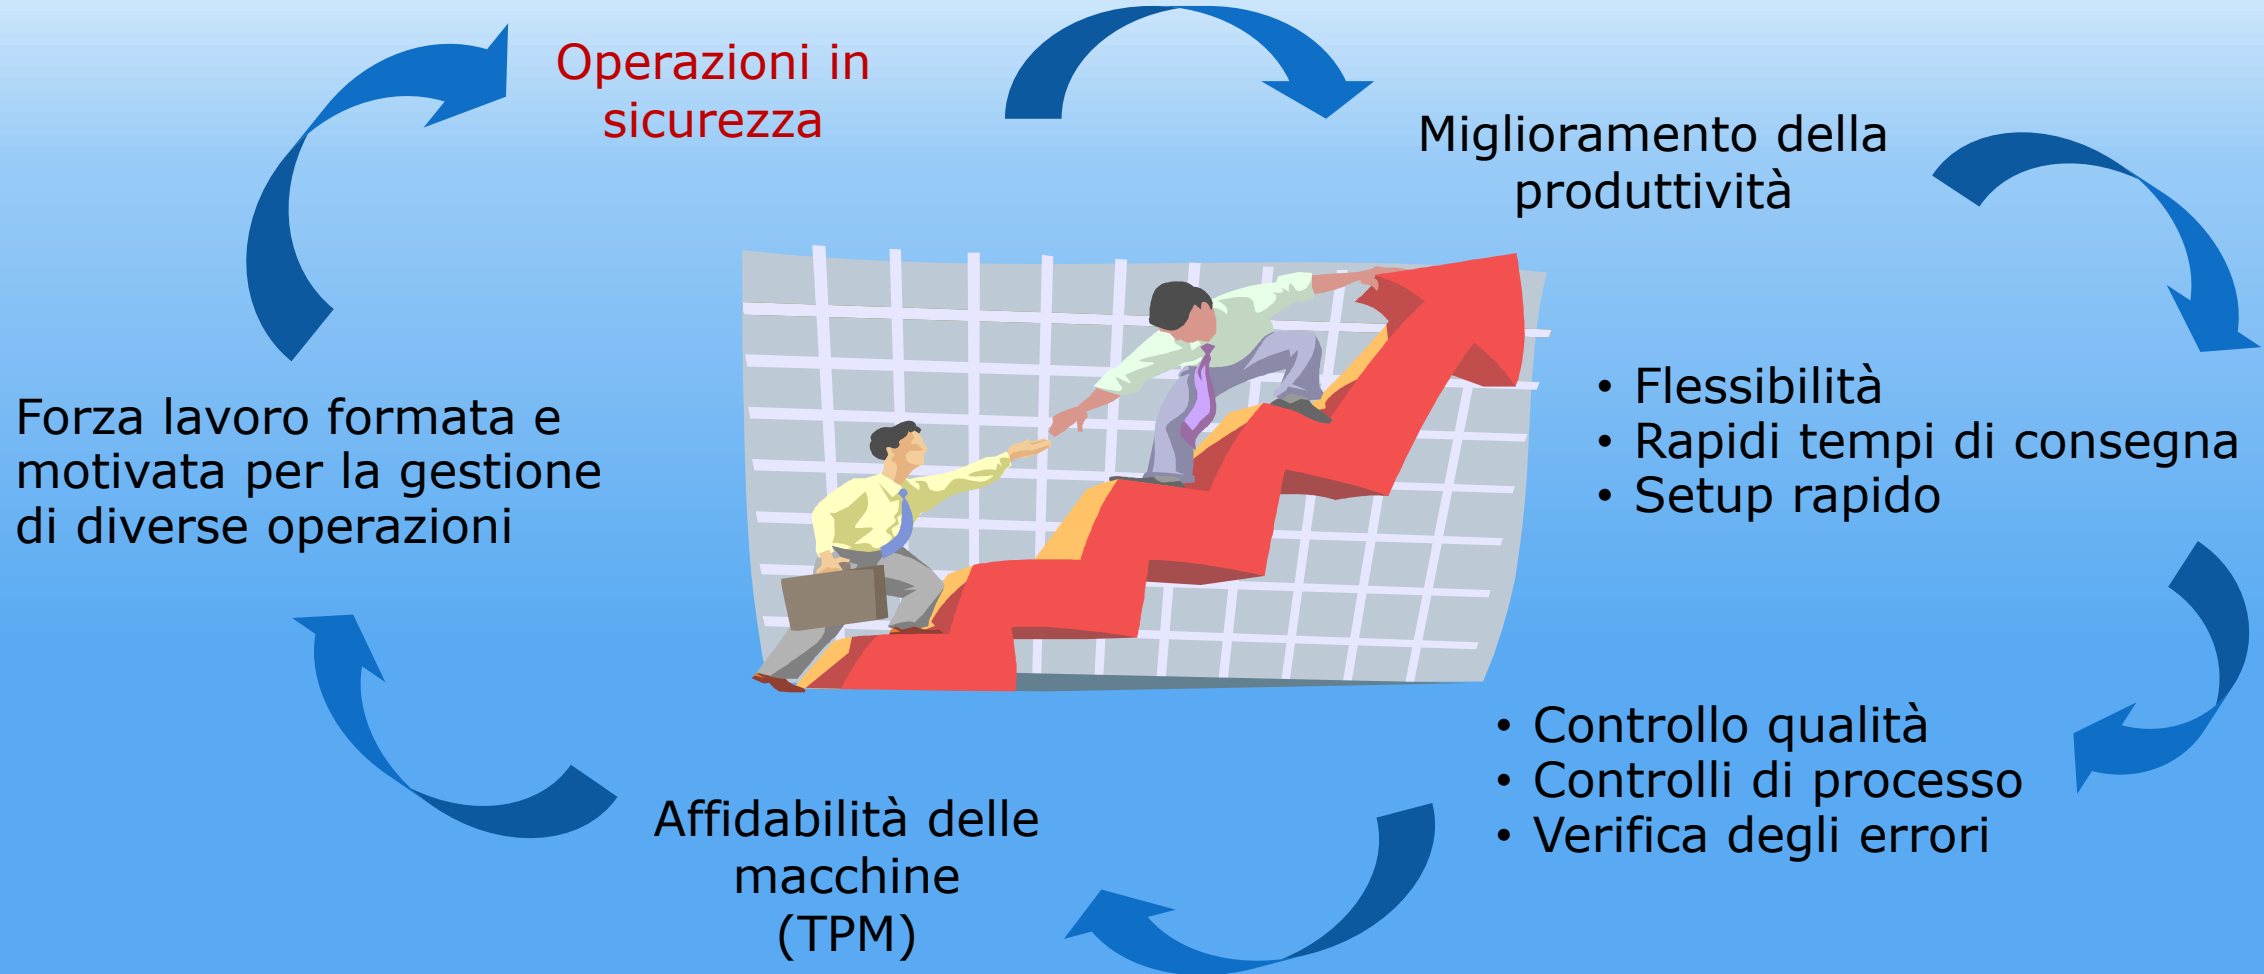 Operazioni in
sicurezza
Miglioramento della
produttività
• Flessibilità
• Rapidi tempi di consegna
• Setup rapido
• Controllo qualità
• Controlli di processo
• Verifica degli errori
Affidabilità delle
macchine
(TPM)
Forza lavoro formata e
motivata per la gestione
di diverse operazioni